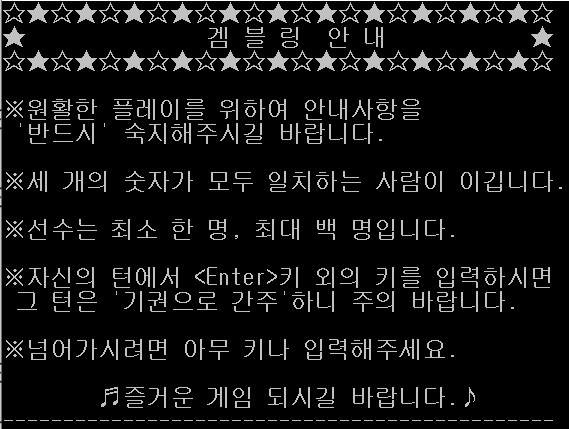 ☆★☆★☆★☆★☆★☆★☆★☆★☆★☆★☆★☆
★ 겜 블 링 안 내 ★
☆★☆★☆★☆★☆★☆★☆★☆★☆★☆★☆★☆
※원활한 플레이를 위하여 안내사항을
'반드시' 숙지해주시길 바랍니다.
※세 개의 숫자가 모두 일치하는 사람이 이깁니다.
※선수는 최소 한 명, 최대 백 명입니다.
※자신의 턴에서 <Enter>키 외의 키를 입력하시면
그 턴은 '기권으로 간주'하니 주의 바랍니다.
※넘어가시려면 아무 키나 입력해주세요.
♬즐거운 게임 되시길 바랍니다.♪
----------------------------------------------